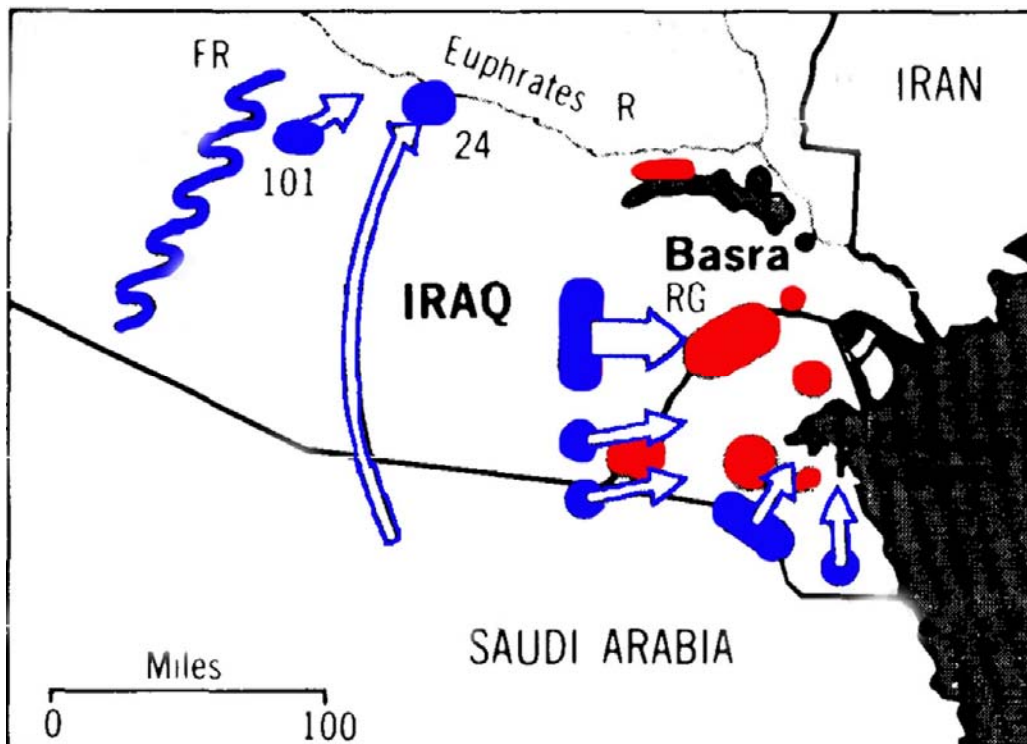 FR
Euphrates R
IRAN
101
24
Basra
RG
IRAQ
SAUDI ARABIA
Miles
0 100